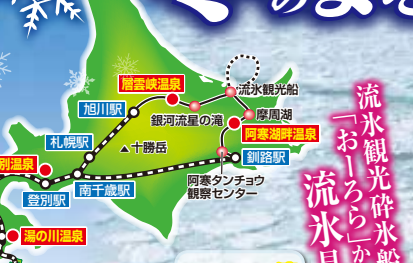 のまち
層雲峡温泉
流氷観光船
旭川駅
銀河流星の滝
摩周湖
札幌駅
▲十勝岳
阿寒湖畔温泉
別温泉
釧路駅
登別駅
南千歳駅
阿寒タンチョウ
観察センター
湯の川温泉
流氷観光砕氷船
「おーろら」か
流氷